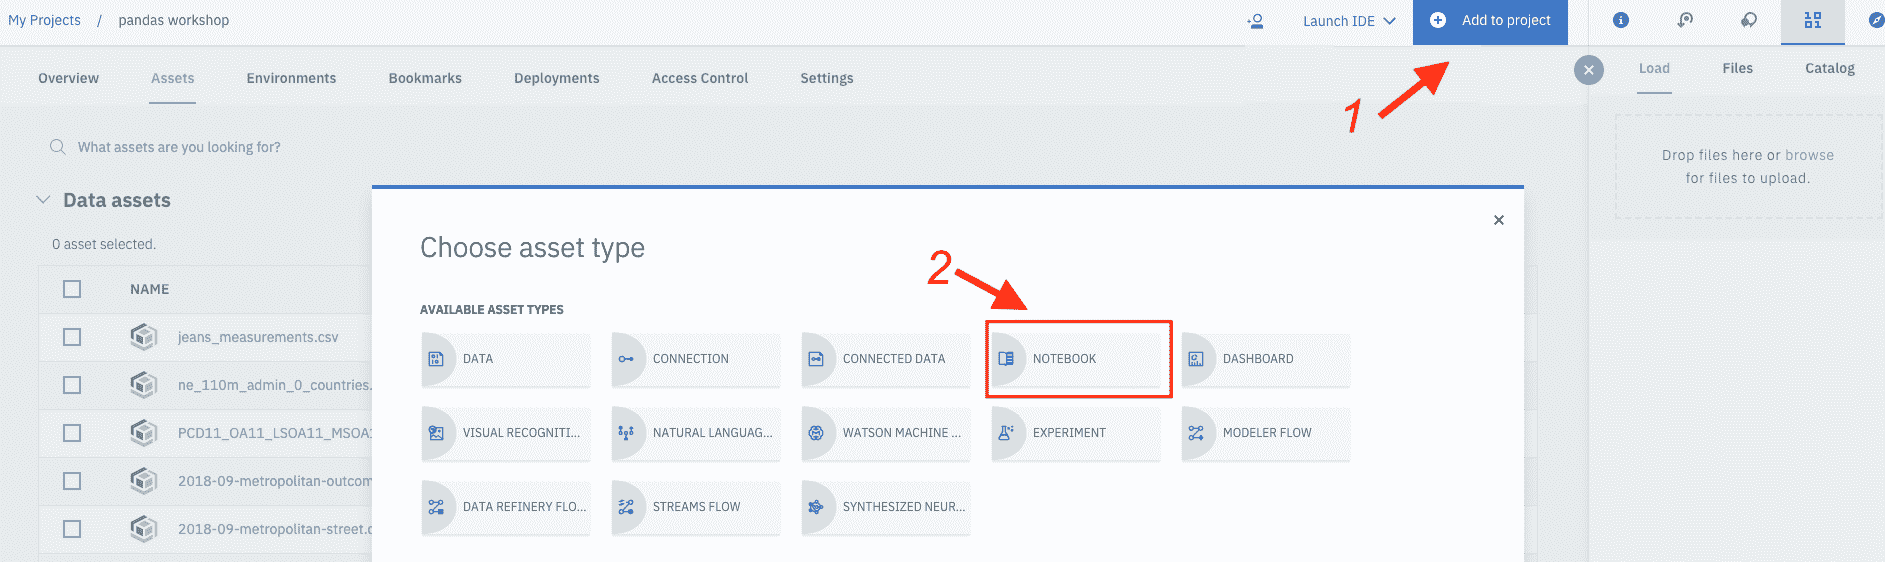 My Projects / pandas workshop
Launch IDE
Add to project
Overview Assets Environments Bookmarks Deployments Access Control Settings
Load Files Catalog
1
What assets are you looking for?
Drop files here or browse
for files to upload.
Data assets
0 asset selected.
Choose asset type
2
NAME
AVAILABLE ASSET TYPES
jeans_measurements.csv
DATA CONNECTION CONNECTED DATA NOTEBOOK DASHBOARD
ne_110m_admin_0_countries.
VISUAL RECOGNITI... NATURAL LANGUAG... WATSON MACHINE ... EXPERIMENT MODELER FLOW
PCD11_OA11_LSOA11_MSOA1
2018-09-metropolitan-outcom
DATA REFINERY FLO... STREAMS FLOW SYNTHESIZED NEUR...
2018-09-metropolitan-street.c